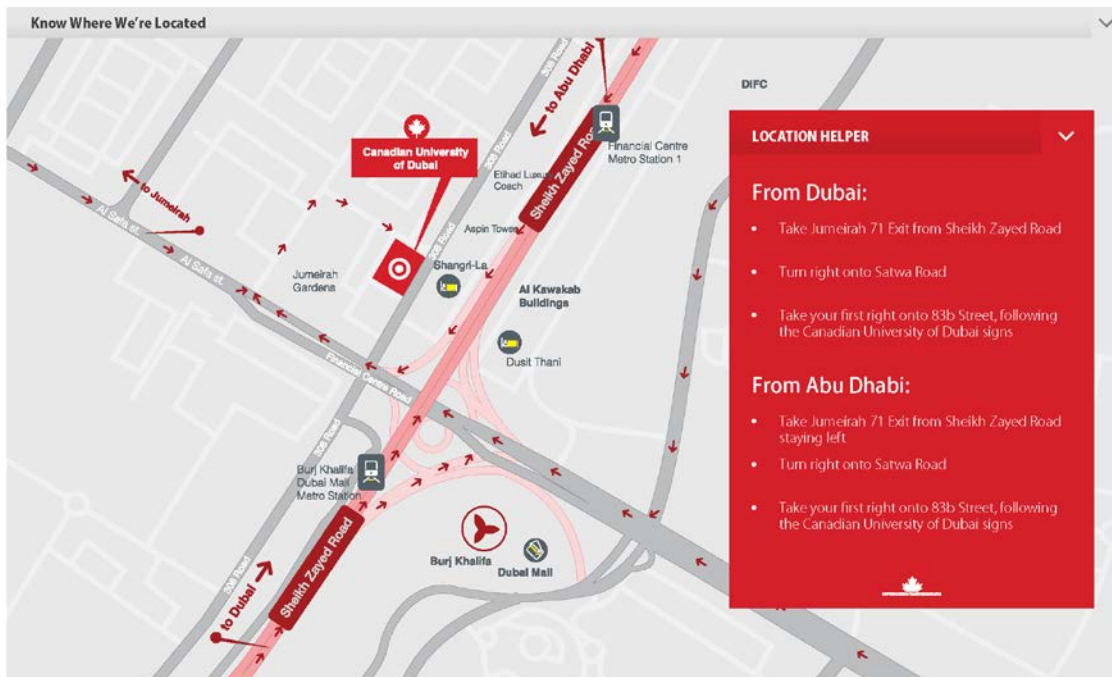 Know Where We're Located
308 Road
to Abu Dhabi
DIFC
Canadian University
of Dubai
308 Road
Sheikh Zayed Road
Financial Centre
Metro Station 1
Etihad Luxury
Coach
to Jumeirah
Al Safa st.
Aspin Tower
Al Safa st.
Jumeirah
Gardens
308 Road
Shangri-La
Al Kawakab
Buildings
Dusit Thani
Financial Centre Road
308 Road
Burj Khalifa
Dubai Mall
Metro Station
Sheikh Zayed Road
Burj Khalifa
Dubai Mall
308 Road
to Dubai
LOCATION HELPER
From Dubai:
• Take Jumeirah 71 Exit from Sheikh Zayed Road
• Turn right onto Satwa Road
• Take your first right onto 83b Street, following
the Canadian University of Dubai signs
From Abu Dhabi:
• Take Jumeirah 71 Exit from Sheikh Zayed Road
staying left
• Turn right onto Satwa Road
• Take your first right onto 83b Street, following
the Canadian University of Dubai signs